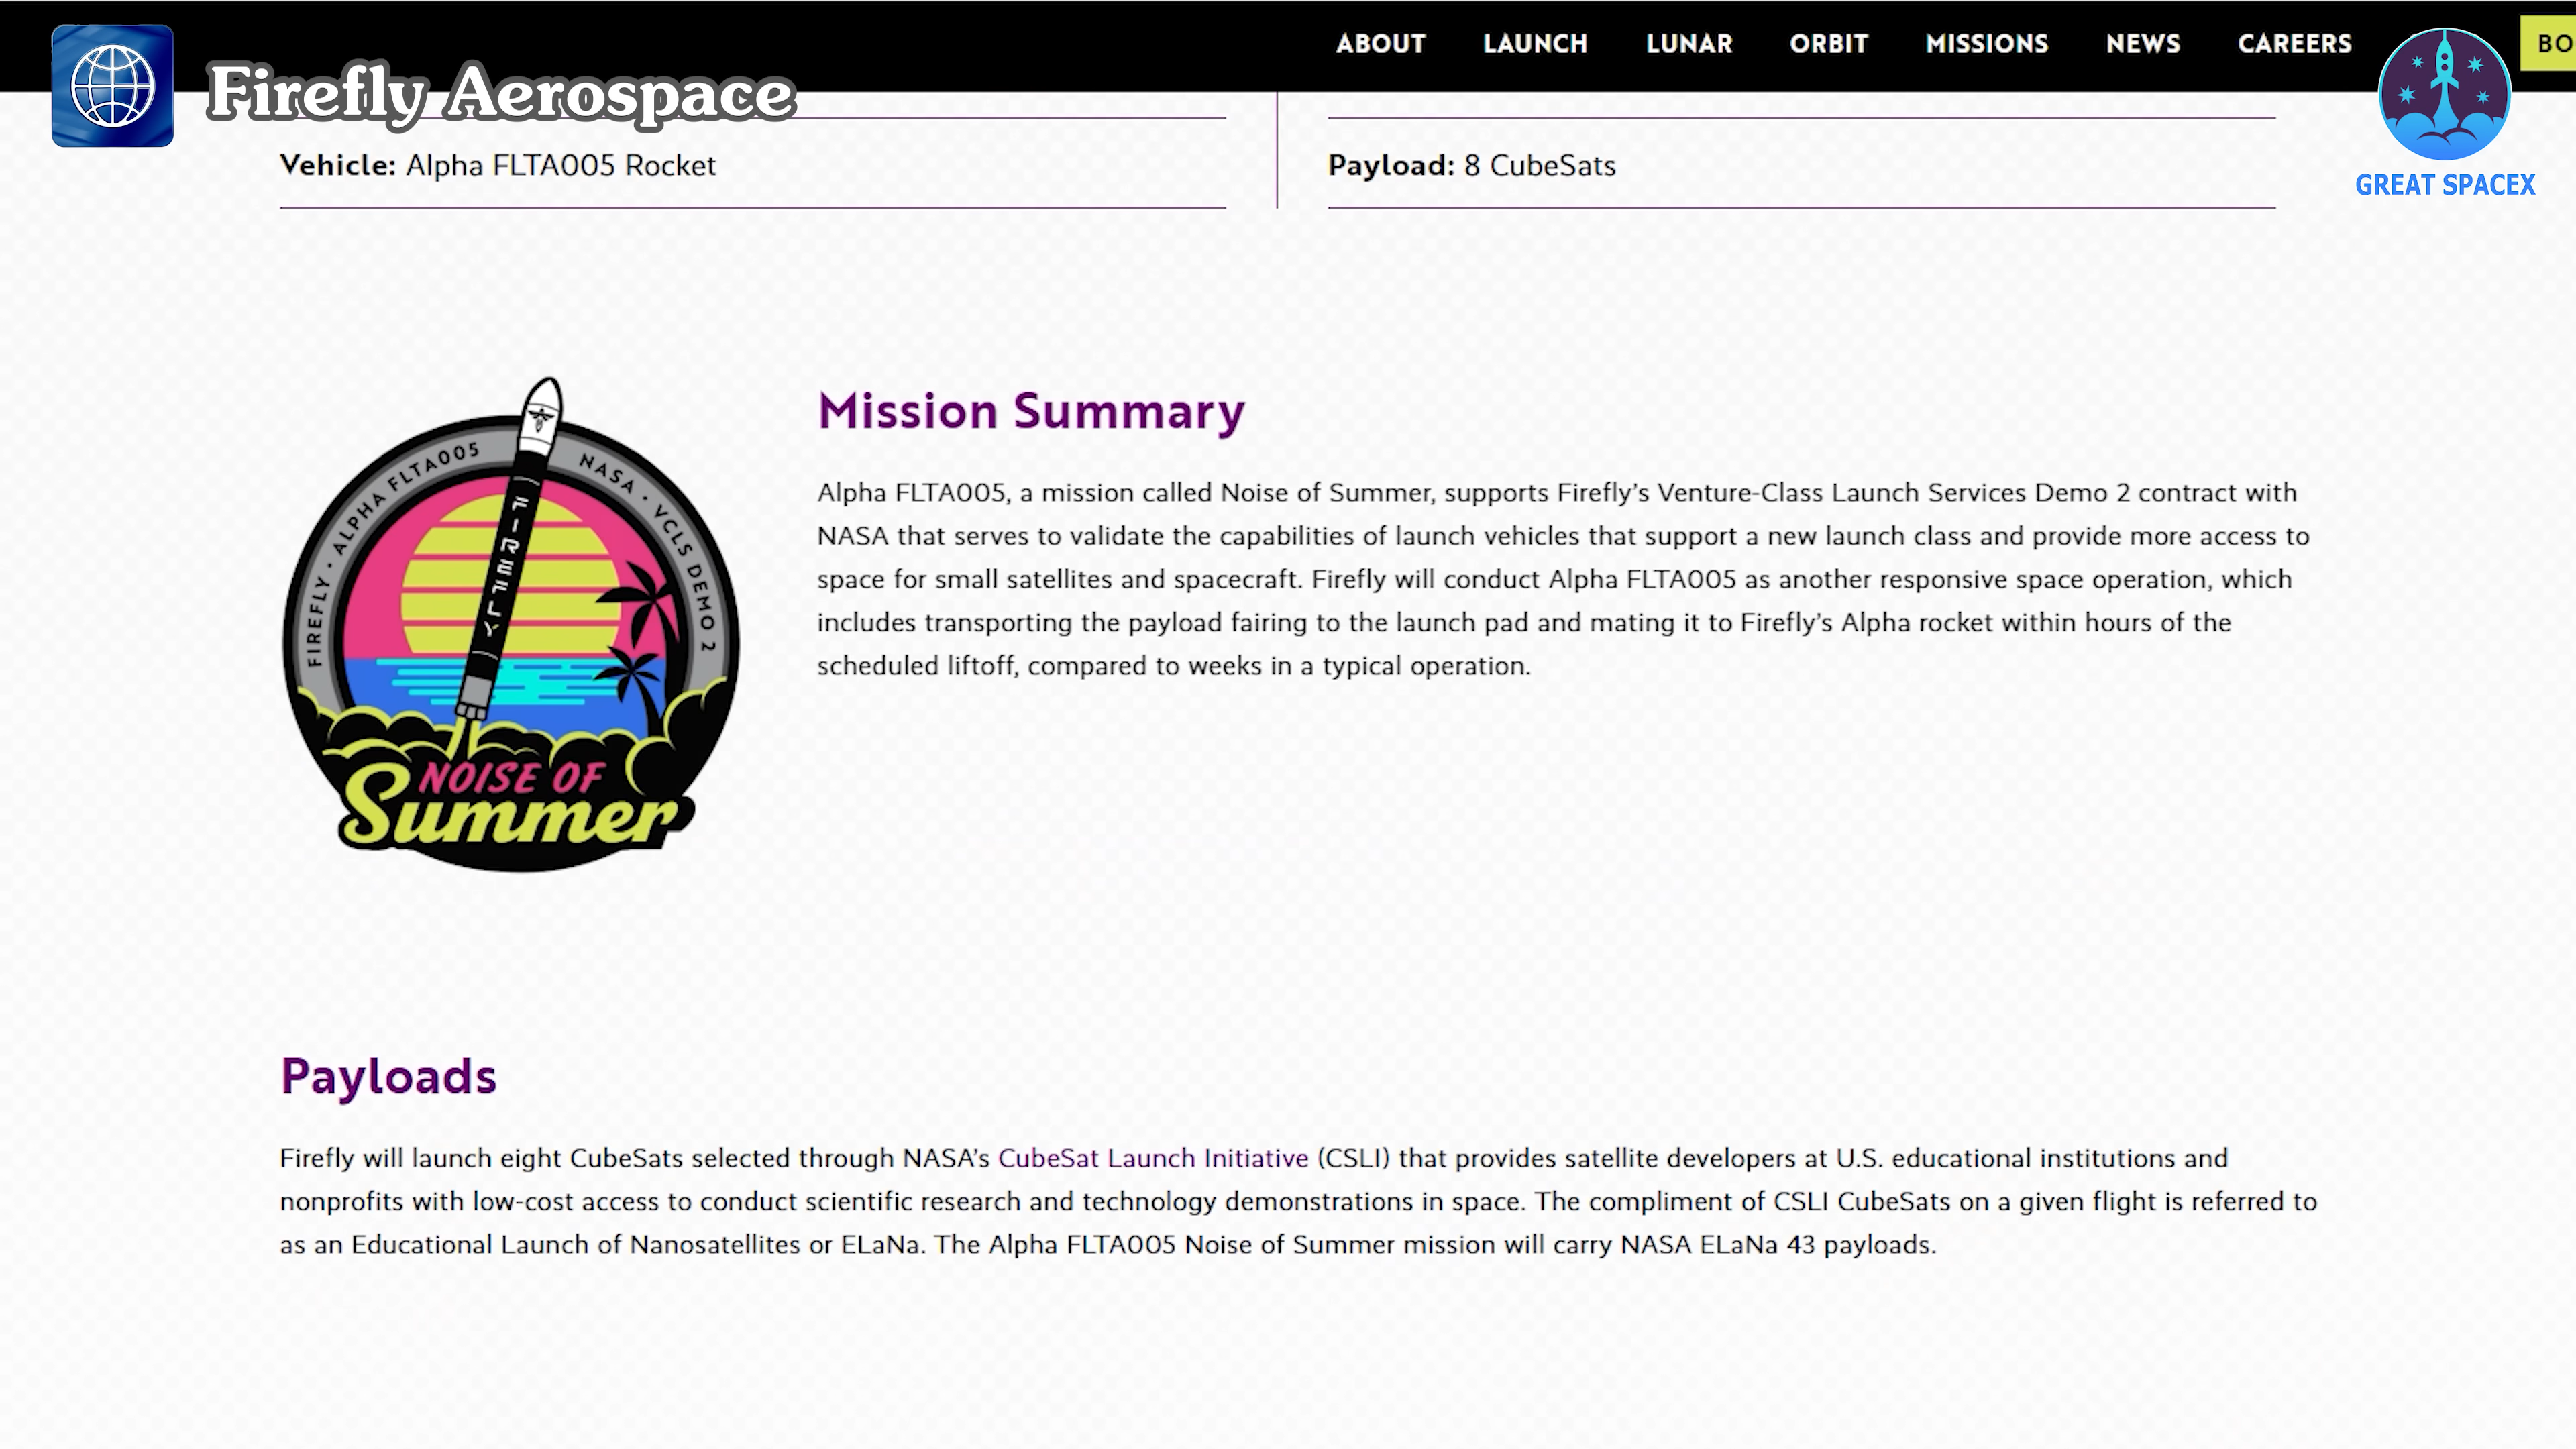 ABOUT LAUNCH LUNAR ORBIT MISSIONS NEWS CAREERS BO
Firefly Aerospace
GREAT SPACEX
Vehicle: Alpha FLTA005 Rocket
Payload: 8 CubeSats
FIREFLY • ALPHA FLTA005
NASA • VCLS DEMO 2
FIREFLY
NOISE OF
Summer
Mission Summary
Alpha FLTA005, a mission called Noise of Summer, supports Firefly’s Venture-Class Launch Services Demo 2 contract with
NASA that serves to validate the capabilities of launch vehicles that support a new launch class and provide more access to
space for small satellites and spacecraft. Firefly will conduct Alpha FLTA005 as another responsive space operation, which
includes transporting the payload fairing to the launch pad and mating it to Firefly’s Alpha rocket within hours of the
scheduled liftoff, compared to weeks in a typical operation.
Payloads
Firefly will launch eight CubeSats selected through NASA’s CubeSat Launch Initiative (CSLI) that provides satellite developers at U.S. educational institutions and
nonprofits with low-cost access to conduct scientific research and technology demonstrations in space. The compliment of CSLI CubeSats on a given flight is referred to
as an Educational Launch of Nanosatellites or ELaNa. The Alpha FLTA005 Noise of Summer mission will carry NASA ELaNa 43 payloads.